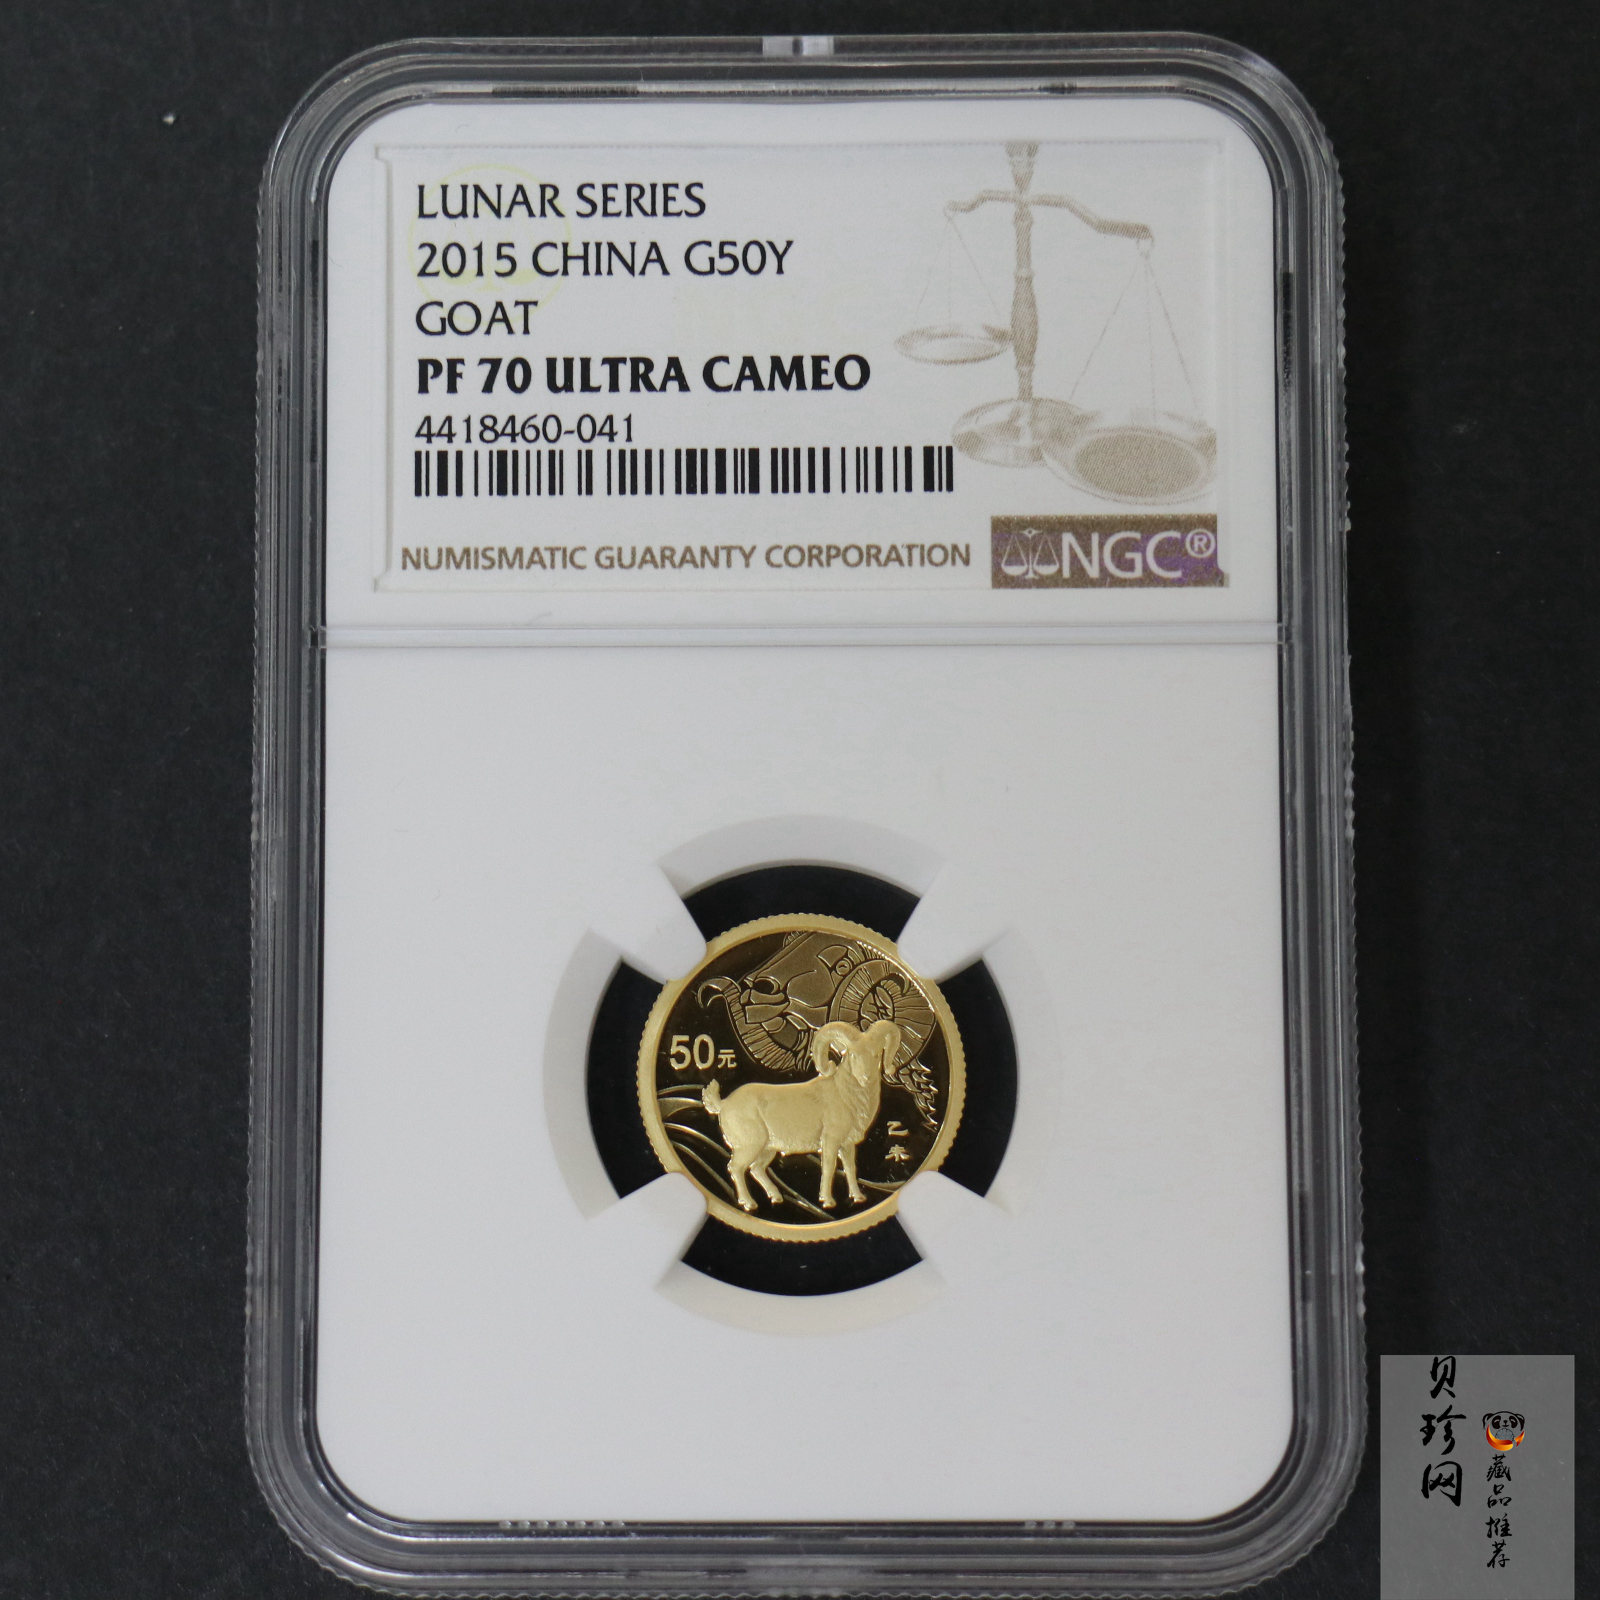 LUNAR SERIES
2015 CHINA G50Y
GOAT
PF 70 ULTRA CAMEO
4418460-041
NUMISMATIC GUARANTY CORPORATION
NGC®
50元
乙未
贝珍网
藏品推荐